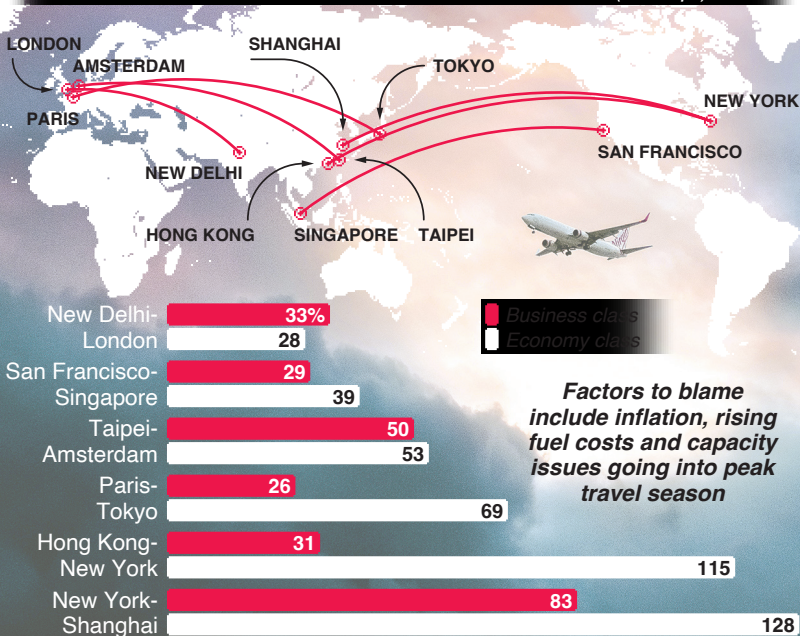 LONDON
AMSTERDAM
SHANGHAI
TOKYO
PARIS
NEW YORK
NEW DELHI
SAN FRANCISCO
HONG KONG
SINGAPORE
TAIPEI
Business class
Economy class
New Delhi-
London
33%
28
San Francisco-
Singapore
29
39
Taipei-
Amsterdam
50
53
Paris-
Tokyo
26
69
Hong Kong-
New York
31
115
New York-
Shanghai
83
128
Factors to blame
include inflation, rising
fuel costs and capacity
issues going into peak
travel season